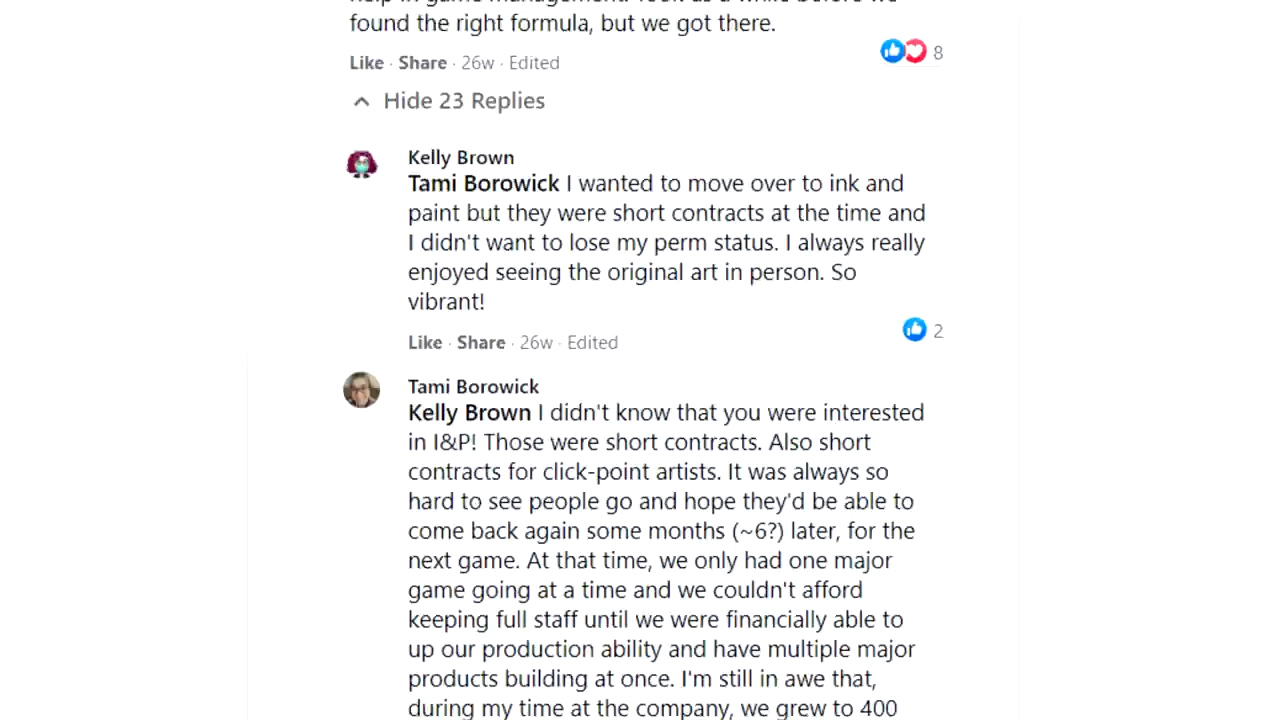 found the right formula, but we got there.
Like · Share · 26w · Edited
8
Hide 23 Replies
Kelly Brown
Tami Borowick I wanted to move over to ink and
paint but they were short contracts at the time and
I didn't want to lose my perm status. I always really
enjoyed seeing the original art in person. So
vibrant!
Like · Share · 26w · Edited
2
Tami Borowick
Kelly Brown I didn't know that you were interested
in I&P! Those were short contracts. Also short
contracts for click-point artists. It was always so
hard to see people go and hope they'd be able to
come back again some months (~6?) later, for the
next game. At that time, we only had one major
game going at a time and we couldn't afford
keeping full staff until we were financially able to
up our production ability and have multiple major
products building at once. I'm still in awe that,
during my time at the company, we grew to 400